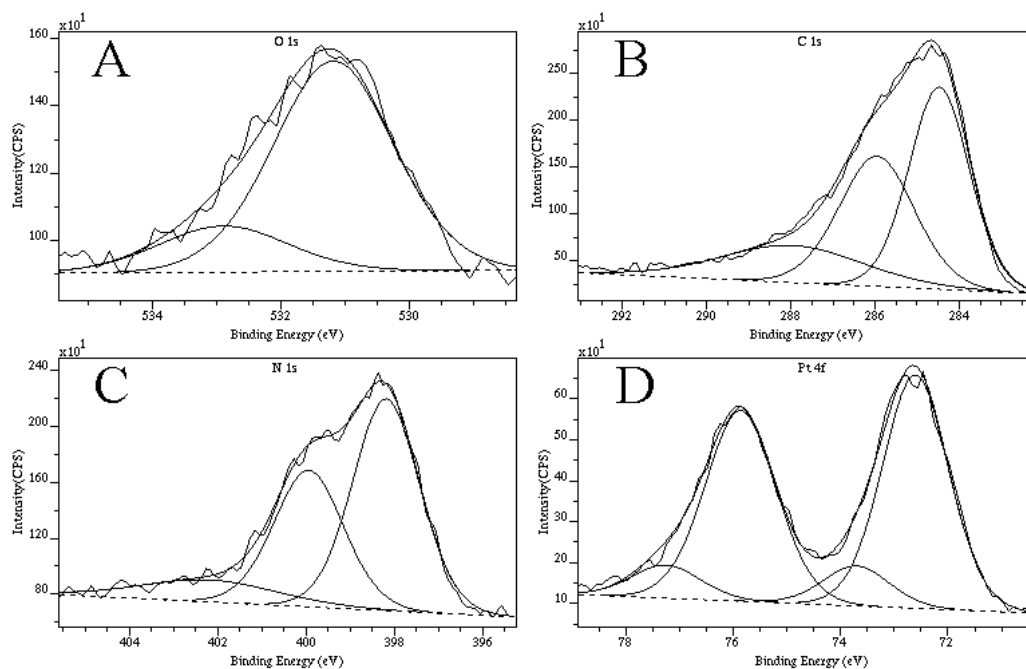 x10¹
O 1s
A
160
140
120
100
Intensity(CPS)
534
532
530
Binding Energy (eV)
x10¹
C 1s
B
250
200
150
100
50
Intensity(CPS)
292
290
288
286
284
Binding Energy (eV)
x10¹
N 1s
C
240
200
160
120
80
Intensity(CPS)
404
402
400
398
396
Binding Energy (eV)
x10¹
Pt 4f
D
60
50
40
30
20
10
Intensity(CPS)
78
76
74
72
Binding Energy (eV)